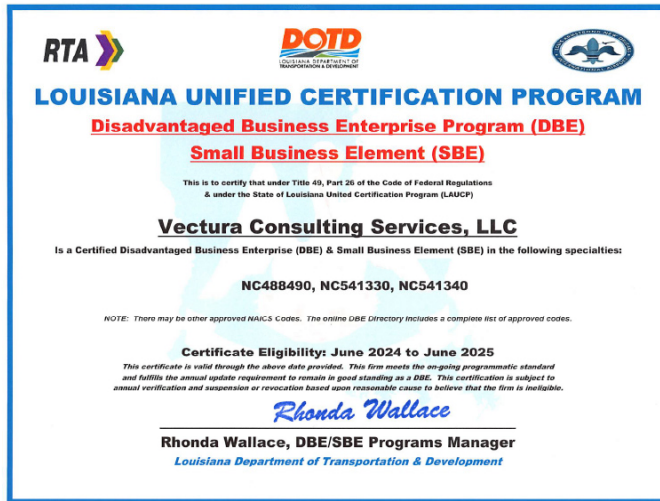 RTA
DOTD
LOUISIANA DEPARTMENT OF
TRANSPORTATION & DEVELOPMENT
LOUISIANA UNIFIED CERTIFICATION PROGRAM
Disadvantaged Business Enterprise Program (DBE)
Small Business Element (SBE)
This is to certify that under Title 49, Part 26 of the Code of Federal Regulations
& under the State of Louisiana United Certification Program (LAUCP)
Vectura Consulting Services, LLC
Is a Certified Disadvantaged Business Enterprise (DBE) & Small Business Element (SBE) in the following specialties:
NC488490, NC541330, NC541340
NOTE: There may be other approved NAICS Codes. The online DBE Directory includes a complete list of approved codes.
Certificate Eligibility: June 2024 to June 2025
This certificate is valid through the above date provided. This firm meets the on-going programmatic standard
and fulfills the annual update requirement to remain in good standing as a DBE. This certification is subject to
annual verification and suspension or revocation based upon reasonable cause to believe that the firm is ineligible.
Rhonda Wallace
Rhonda Wallace, DBE/SBE Programs Manager
Louisiana Department of Transportation & Development